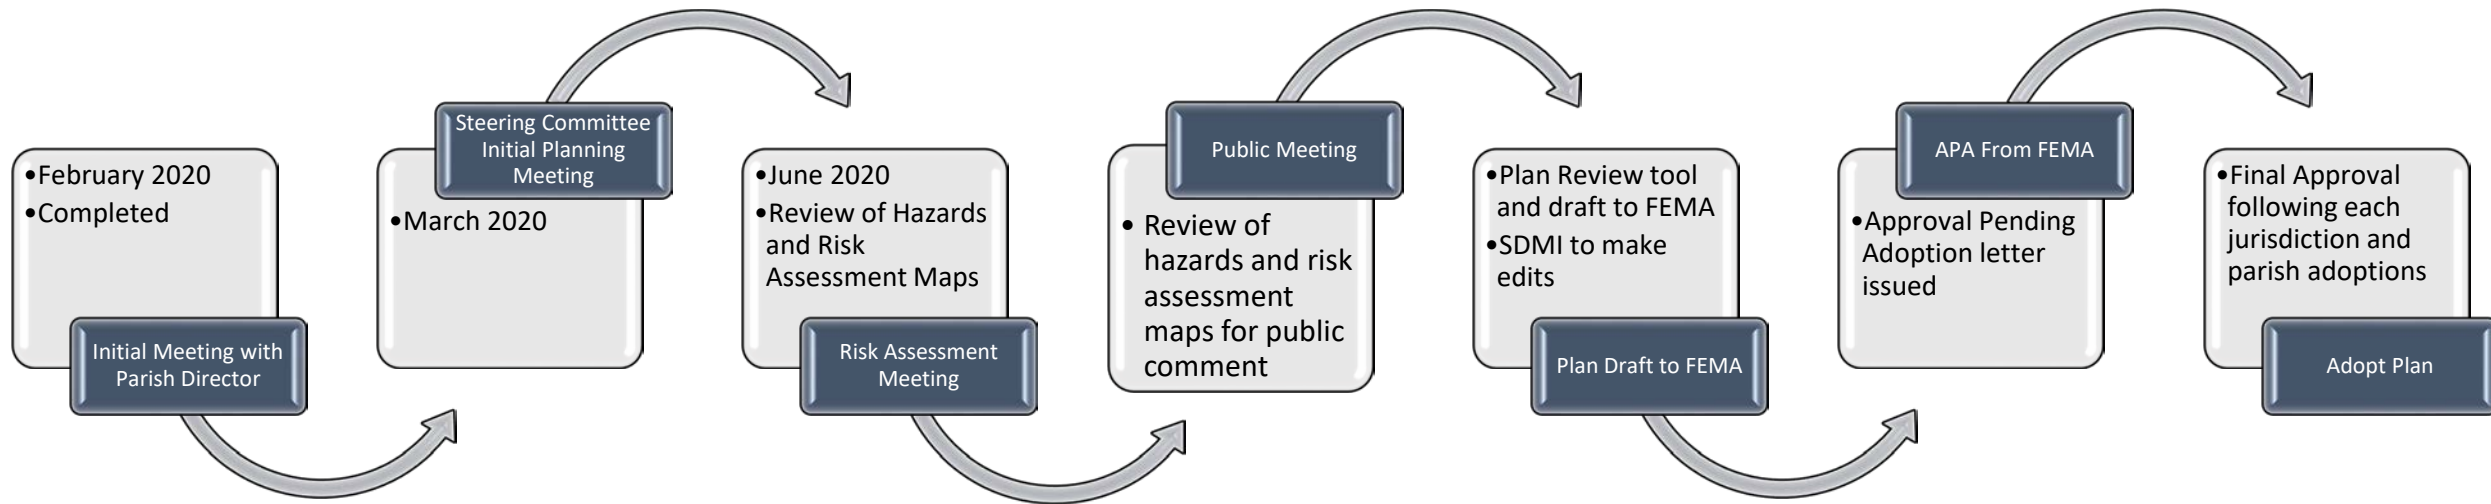 •February 2020
•Completed
Initial Meeting with
Parish Director
Steering Committee
Initial Planning
Meeting
•March 2020
•June 2020
•Review of Hazards
and Risk
Assessment Maps
Risk Assessment
Meeting
Public Meeting
• Review of
hazards and risk
assessment
maps for public
comment
•Plan Review tool
and draft to FEMA
•SDMI to make
edits
Plan Draft to FEMA
APA From FEMA
•Approval Pending
Adoption letter
issued
•Final Approval
following each
jurisdiction and
parish adoptions
Adopt Plan